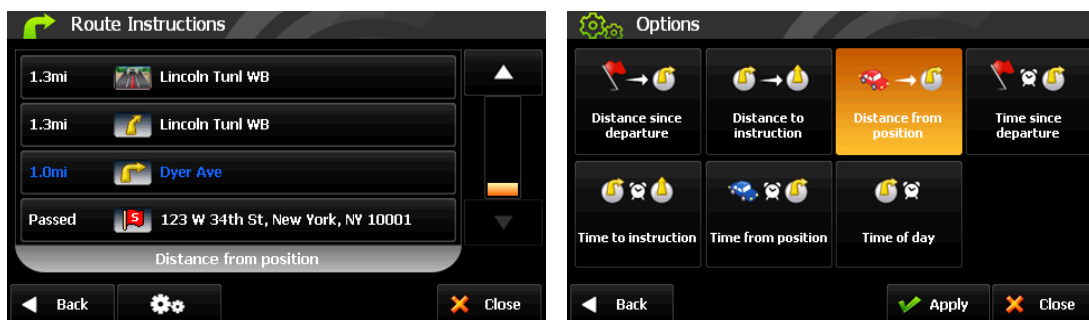 Route Instructions
1.3mi Lincoln Tunl WB
1.3mi Lincoln Tunl WB
1.0mi Dyer Ave
Passed S 123 W 34th St, New York, NY 10001
Distance from position
Back Close
Options
Distance since
departure
Distance to
instruction
Distance from
position
Time since
departure
Time to instruction
Time from position
Time of day
Back Apply Close